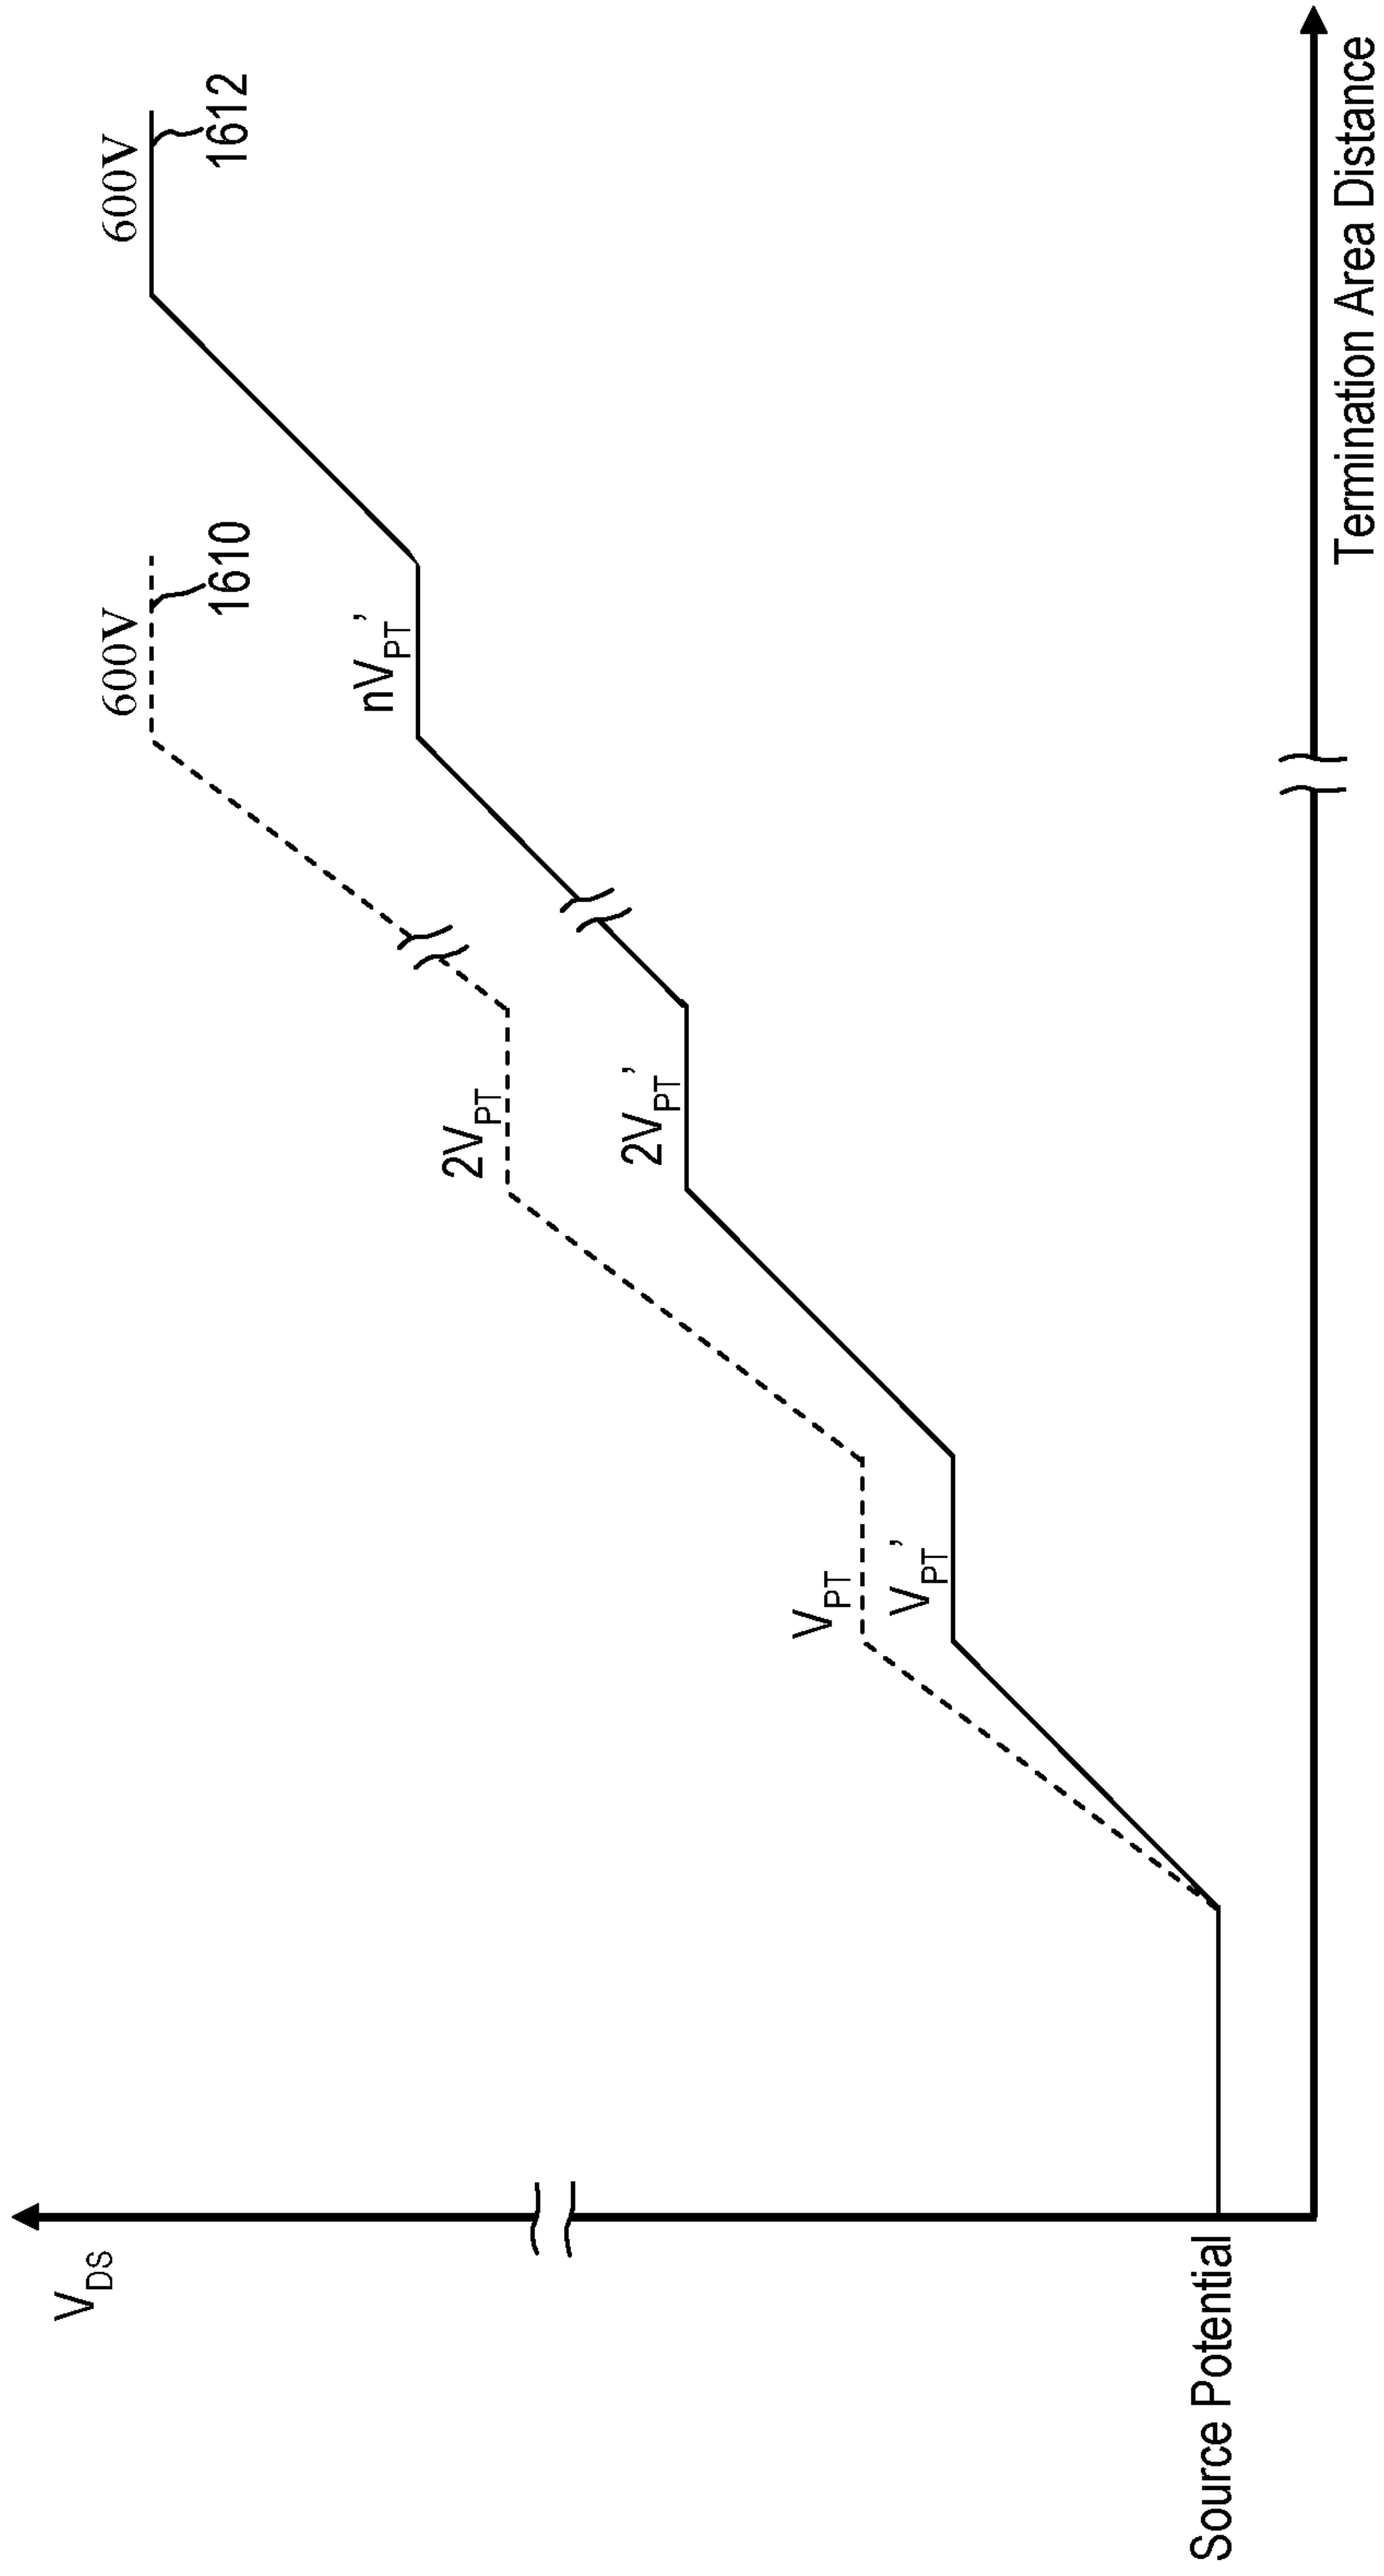 V_DS
600V
1610
600V
1612
nV_PT'
2V_PT
2V_PT'
V_PT
V_PT'
Source Potential
Termination Area Distance